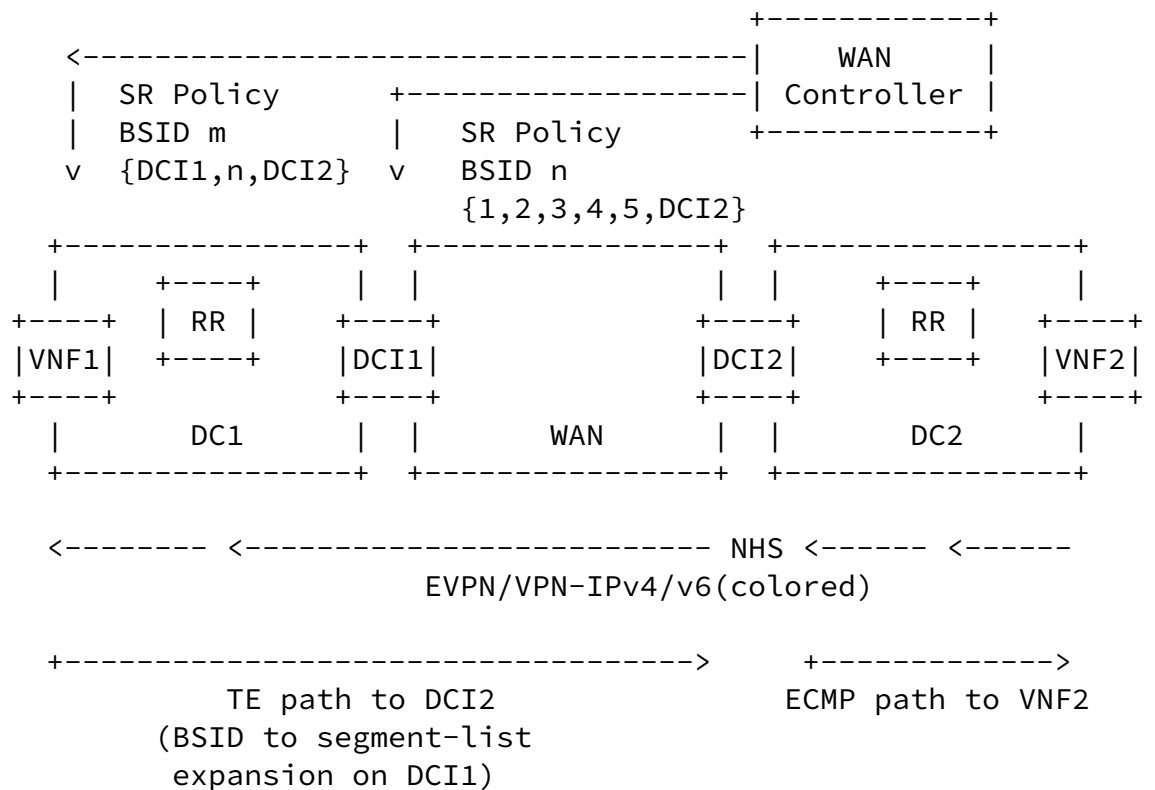 WAN
SR Policy Controller
BSID m SR Policy
{DCI1,n,DCI2} BSID n
{1,2,3,4,5,DCI2}
RR RR
VNF1 DCI1 DCI2 VNF2
DC1 WAN DC2
NHS
EVPN/VPN-IPv4/v6(colored)
TE path to DCI2 ECMP path to VNF2
(BSID to segment-list
expansion on DCI1)